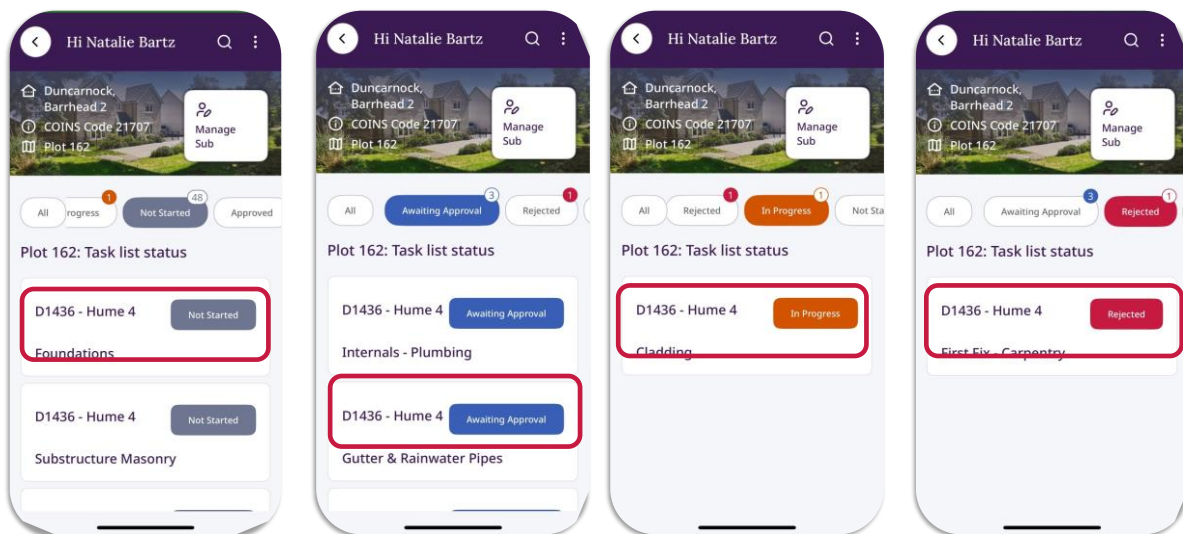 Hi Natalie Bartz
Duncarnock,
Barrhead 2
COINS Code 21707
Plot 162
Manage
Sub
1
48
All
rogress
Not Started
Approved
Plot 162: Task list status
D1436 - Hume 4
Not Started
Foundations
D1436 - Hume 4
Not Started
Substructure Masonry
Hi Natalie Bartz
Duncarnock,
Barrhead 2
COINS Code 21707
Plot 162
Manage
Sub
3
1
All
Awaiting Approval
Rejected
Plot 162: Task list status
D1436 - Hume 4
Awaiting Approval
Internals - Plumbing
D1436 - Hume 4
Awaiting Approval
Gutter & Rainwater Pipes
Hi Natalie Bartz
Duncarnock,
Barrhead 2
COINS Code 21707
Plot 162
Manage
Sub
1
1
All
Rejected
In Progress
Not Sta
Plot 162: Task list status
D1436 - Hume 4
In Progress
Cladding
Hi Natalie Bartz
Duncarnock,
Barrhead 2
COINS Code 21707
Plot 162
Manage
Sub
3
1
All
Awaiting Approval
Rejected
Plot 162: Task list status
D1436 - Hume 4
Rejected
First Fix - Carpentry